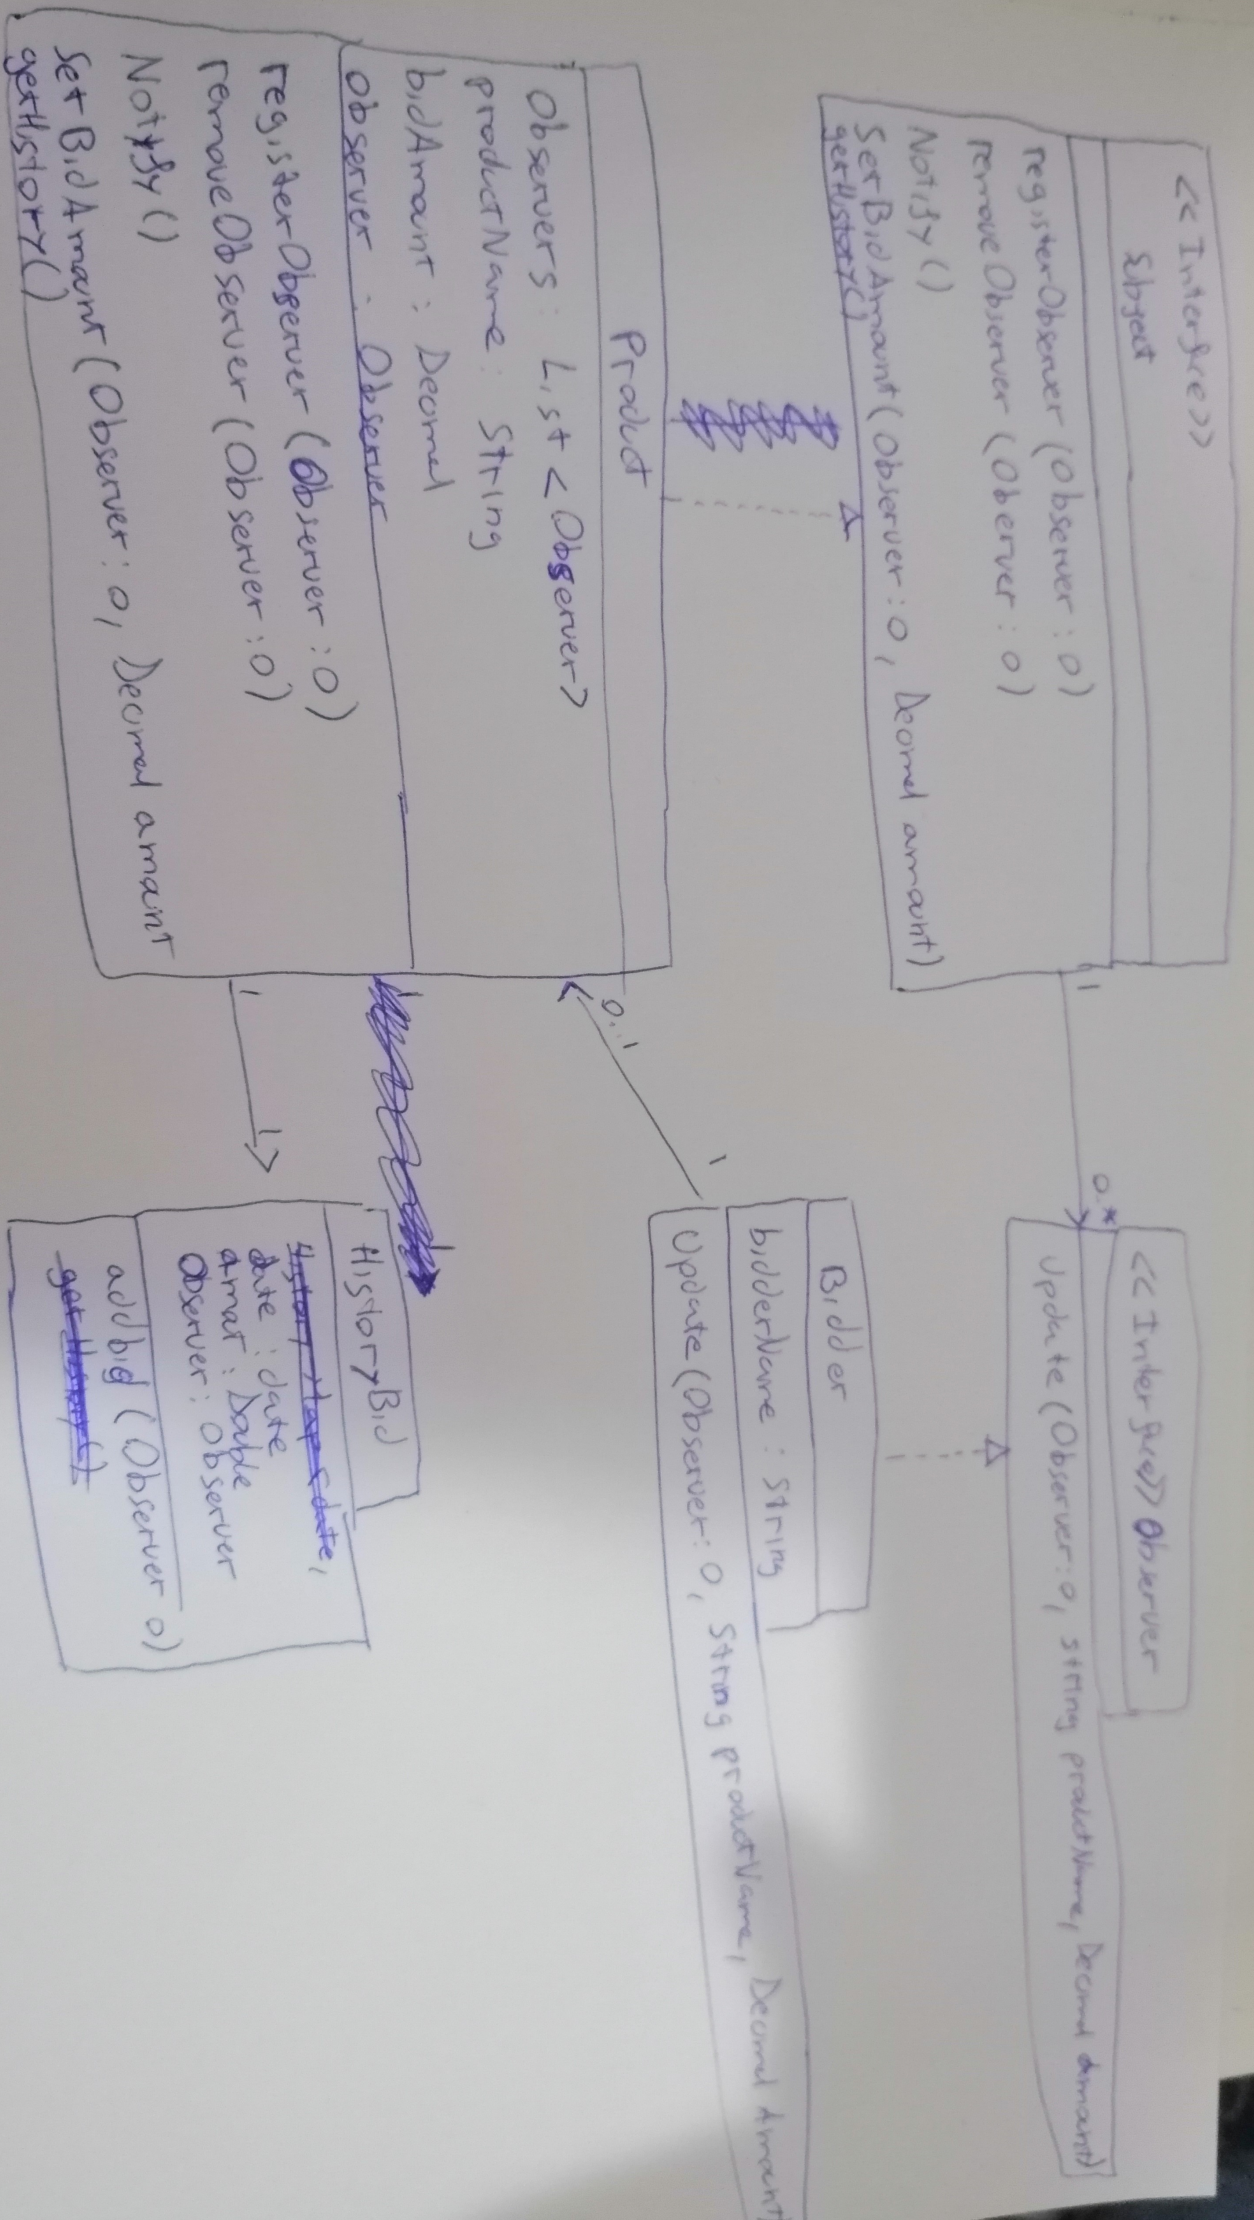 <<Interface>>
Subject
registerObserver (Observer : o)
removeObserver (Oberver : o)
Notify ()
SetBidAmount (Observer : o, Decimal amount)
getHistory()
1
0..*
<<Interface>> Observer
Update (Observer : o, string productName, Decimal Amount)
Product
Observers : List <Observer>
productName : String
bidAmount : Decimal
observer : Observer
registerObserver (Observer : o)
removeObserver (Observer : o)
Notify ()
SetBidAmount (Observer : o, Decimal amount
getHistory()
0..1
1
Bidder
bidderName : String
Update (Observer : o, String productName, Decimal Amount)
1
1
HistoryBid
date : date
amat : Double
Observer : Observer
addbid (Observer o)
getHistory()